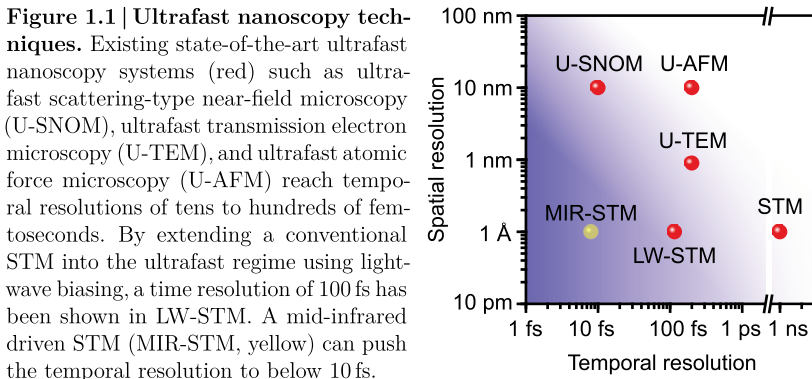 Figure 1.1 | Ultrafast nanoscopy tech-
niques. Existing state-of-the-art ultrafast
nanoscopy systems (red) such as ultra-
fast scattering-type near-field microscopy
(U-SNOM), ultrafast transmission electron
microscopy (U-TEM), and ultrafast atomic
force microscopy (U-AFM) reach tempo-
ral resolutions of tens to hundreds of fem-
toseconds. By extending a conventional
STM into the ultrafast regime using light-
wave biasing, a time resolution of 100 fs has
been shown in LW-STM. A mid-infrared
driven STM (MIR-STM, yellow) can push
the temporal resolution to below 10 fs.
Spatial resolution
100 nm
10 nm
1 nm
1 Å
10 pm
U-SNOM
U-AFM
U-TEM
MIR-STM
LW-STM
STM
1 fs
10 fs
100 fs
1 ps
1 ns
Temporal resolution